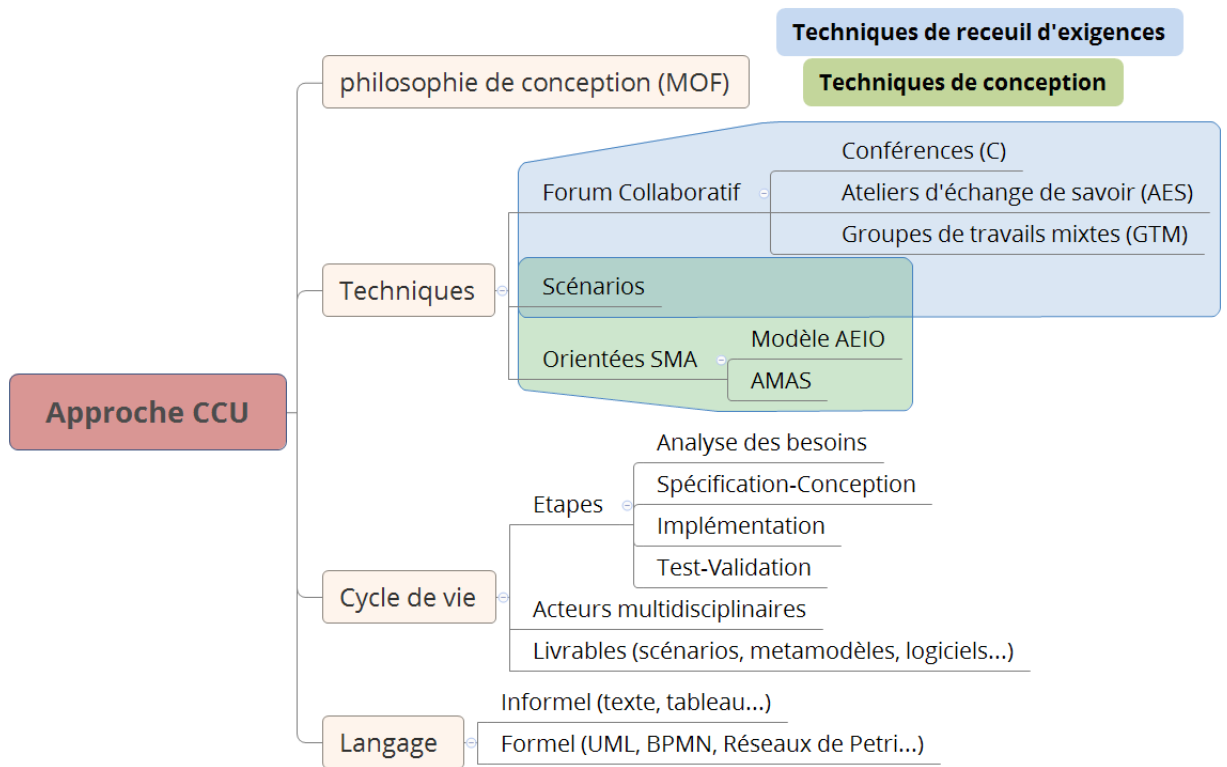 Techniques de receuil d'exigences
philosophie de conception (MOF)
Techniques de conception
Conférences (C)
Forum Collaboratif
Ateliers d'échange de savoir (AES)
Groupes de travails mixtes (GTM)
Techniques
Scénarios
Modèle AEIO
Orientées SMA
AMAS
Approche CCU
Analyse des besoins
Spécification-Conception
Etapes
Implémentation
Test-Validation
Cycle de vie
Acteurs multidisciplinaires
Livrables (scénarios, metamodèles, logiciels...)
Informel (texte, tableau...)
Langage
Formel (UML, BPMN, Réseaux de Petri...)